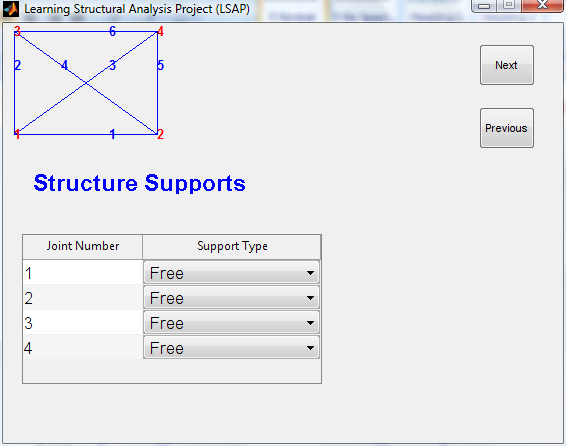 Learning Structural Analysis Project (LSAP)
3 6 4
2 4 3 5
1 1 2
Next
Previous
Structure Supports
Joint Number Support Type
1 Free
2 Free
3 Free
4 Free